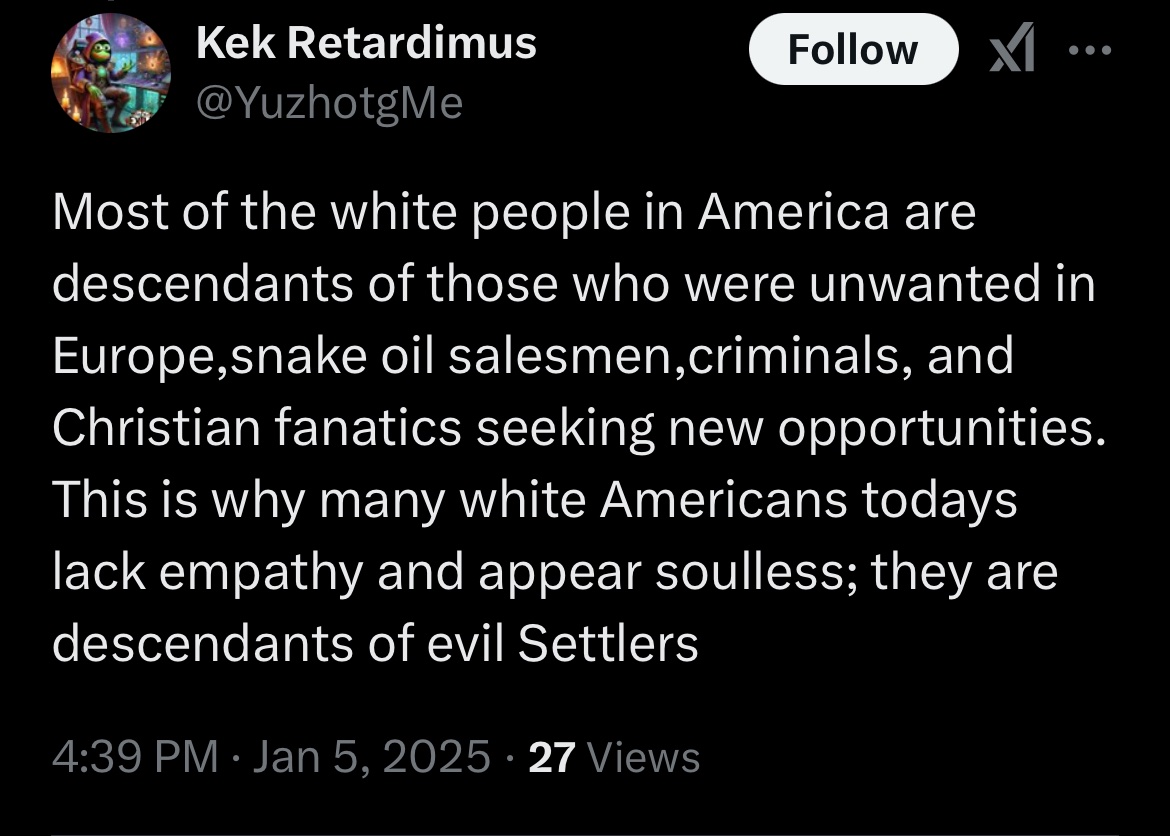 Kek Retardimus
Follow
@YuzhotgMe
Most of the white people in America are
descendants of those who were unwanted in
Europe,snake oil salesmen,criminals, and
Christian fanatics seeking new opportunities.
This is why many white Americans todays
lack empathy and appear soulless; they are
descendants of evil Settlers
4:39 PM · Jan 5, 2025 · 27 Views